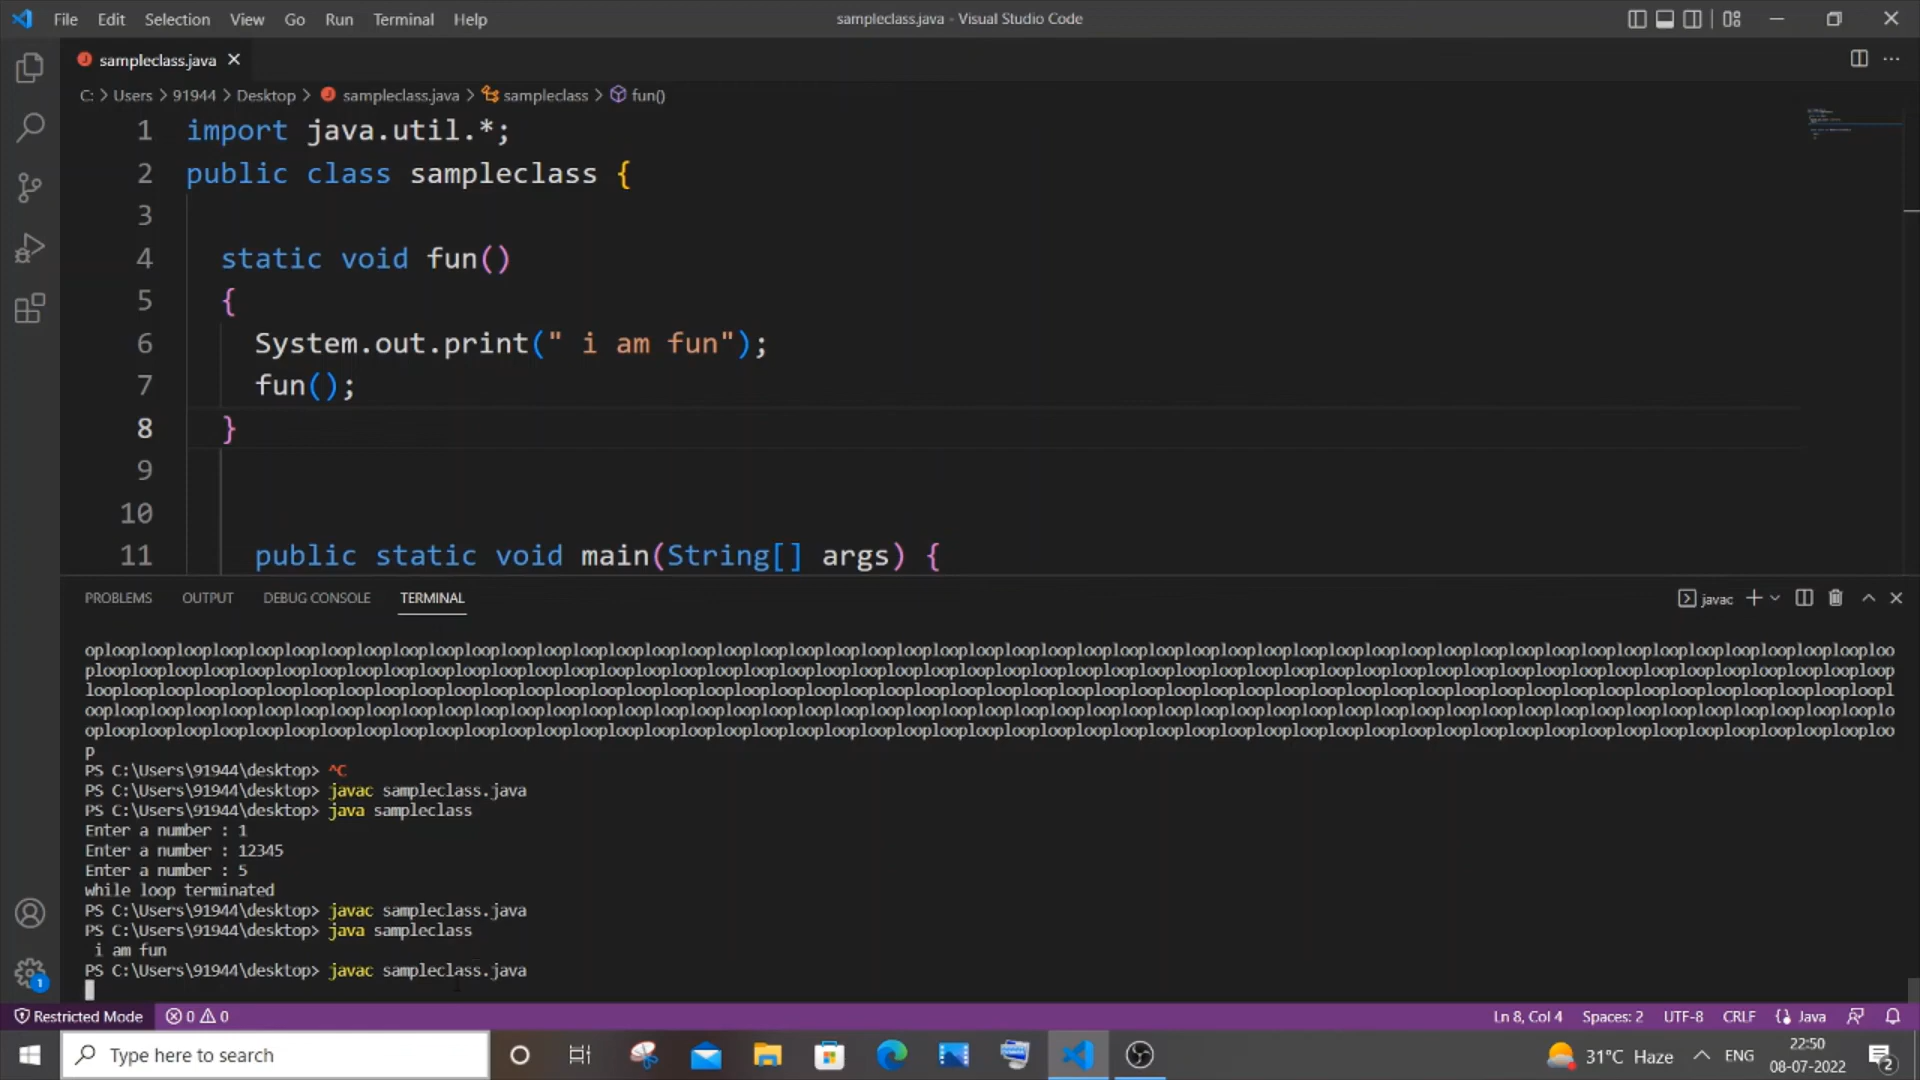 File Edit Selection View Go Run Terminal Help
sampleclass.java - Visual Studio Code
sampleclass.java
C: > Users > 91944 > Desktop > sampleclass.java > sampleclass > fun()
1 import java.util.*;
2 public class sampleclass {
3
4 static void fun()
5 {
6 System.out.print(" i am fun");
7 fun();
8 }
9
10
11 public static void main(String[] args) {
PROBLEMS OUTPUT DEBUG CONSOLE TERMINAL
javac
p
PS C:\Users\91944\desktop> ^C
PS C:\Users\91944\desktop> javac sampleclass.java
PS C:\Users\91944\desktop> java sampleclass
Enter a number : 1
Enter a number : 12345
Enter a number : 5
while loop terminated
PS C:\Users\91944\desktop> javac sampleclass.java
PS C:\Users\91944\desktop> java sampleclass
i am fun
PS C:\Users\91944\desktop> javac sampleclass.java
1
Restricted Mode 0 0
Ln 8, Col 4 Spaces: 2 UTF-8 CRLF Java
Type here to search
31°C Haze ENG
22:50
08-07-2022
2